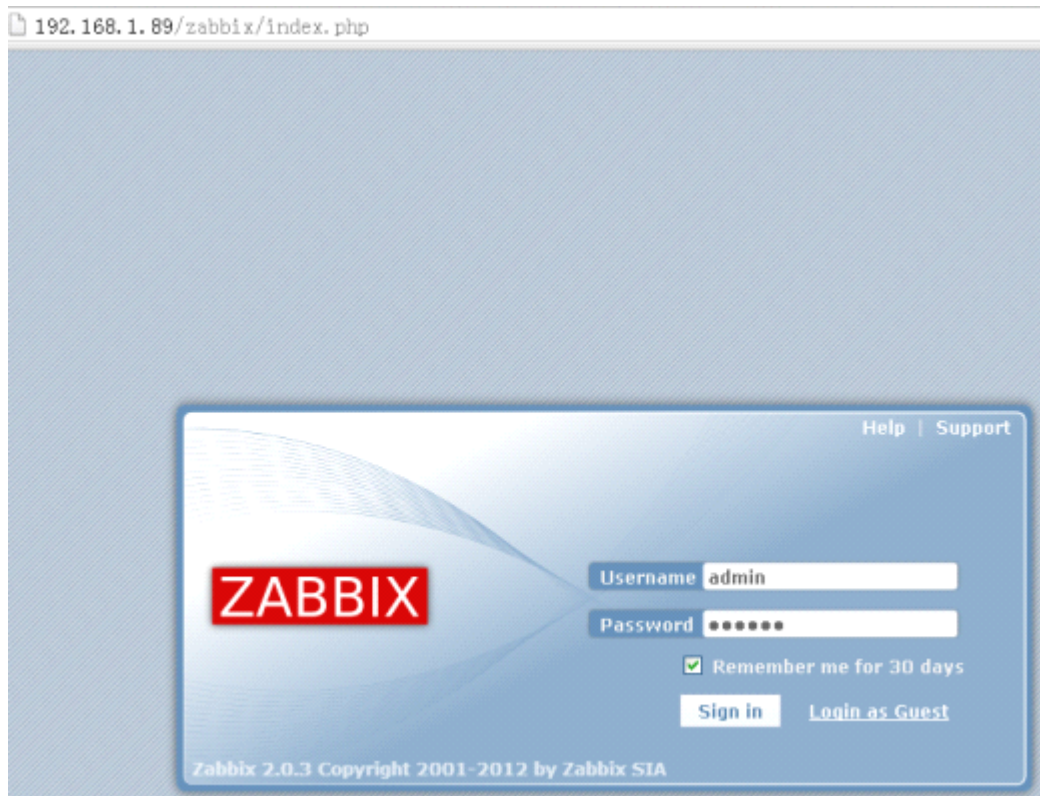 192.168.1.89/zabbix/index.php
Help | Support
ZABBIX
Username admin
Password ●●●●●●
Remember me for 30 days
Sign in Login as Guest
Zabbix 2.0.3 Copyright 2001-2012 by Zabbix SIA